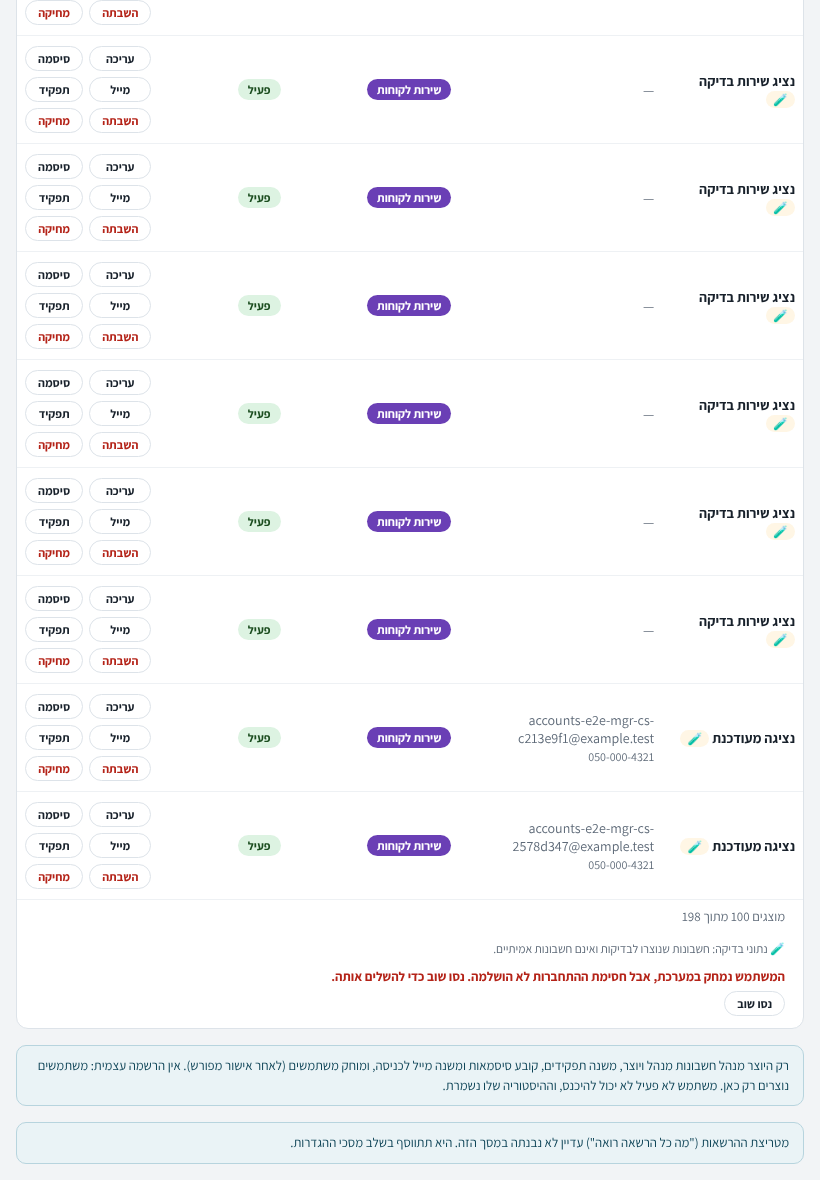 השבתה מחיקה
נציג שירות בדיקה
—
שירות לקוחות
פעיל
עריכה סיסמה
מייל תפקיד
השבתה מחיקה
נציג שירות בדיקה
—
שירות לקוחות
פעיל
עריכה סיסמה
מייל תפקיד
השבתה מחיקה
נציג שירות בדיקה
—
שירות לקוחות
פעיל
עריכה סיסמה
מייל תפקיד
השבתה מחיקה
נציג שירות בדיקה
—
שירות לקוחות
פעיל
עריכה סיסמה
מייל תפקיד
השבתה מחיקה
נציג שירות בדיקה
—
שירות לקוחות
פעיל
עריכה סיסמה
מייל תפקיד
השבתה מחיקה
נציג שירות בדיקה
—
שירות לקוחות
פעיל
עריכה סיסמה
מייל תפקיד
השבתה מחיקה
נציגה מעודכנת
accounts-e2e-mgr-cs-
c213e9f1@example.test
050-000-4321
שירות לקוחות
פעיל
עריכה סיסמה
מייל תפקיד
השבתה מחיקה
נציגה מעודכנת
accounts-e2e-mgr-cs-
2578d347@example.test
050-000-4321
שירות לקוחות
פעיל
עריכה סיסמה
מייל תפקיד
השבתה מחיקה
מוצגים 100 מתוך 198
🧪 נתוני בדיקה: חשבונות שנוצרו לבדיקות ואינם חשבונות אמיתיים.
המשתמש נמחק במערכת, אבל חסימת ההתחברות לא הושלמה. נסו שוב כדי להשלים אותה.
נסו שוב
רק היוצר מנהל חשבונות מנהל ויוצר, משנה תפקידים, קובע סיסמאות ומשנה מייל לכניסה, ומוחק משתמשים (לאחר אישור מפורש). אין הרשמה עצמית: משתמשים
נוצרים רק כאן. משתמש לא פעיל לא יכול להיכנס, וההיסטוריה שלו נשמרת.
מטריצת ההרשאות ("מה כל הרשאה רואה") עדיין לא נבנתה במסך הזה. היא תתווסף בשלב מסכי ההגדרות.